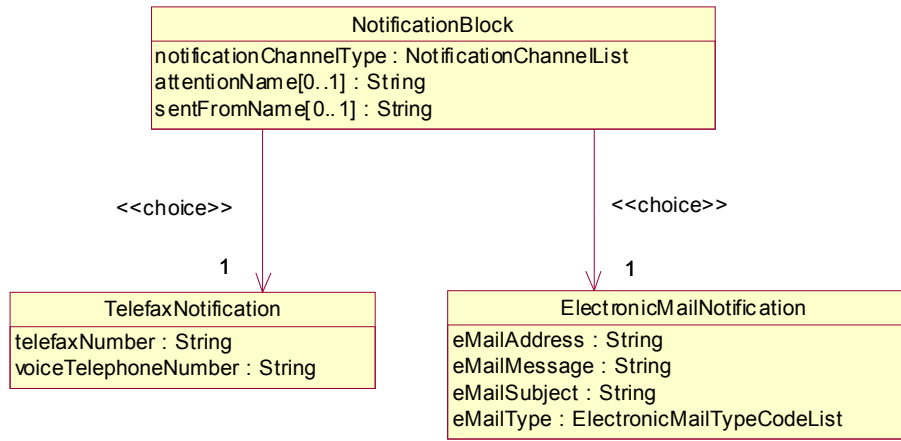 NotificationBlock
notificationChannelType : NotificationChannelList
attentionName[0..1] : String
sentFromName[0..1] : String
<<choice>>
<<choice>>
1
1
TelefaxNotification
telefaxNumber : String
voiceTelephoneNumber : String
ElectronicMailNotification
eMailAddress : String
eMailMessage : String
eMailSubject : String
eMailType : ElectronicMailTypeCodeList